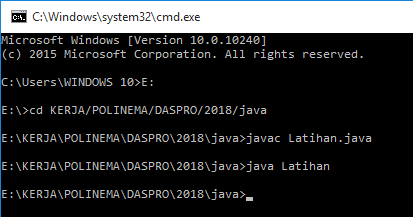 C:\Windows\system32\cmd.exe
Microsoft Windows [Version 10.0.10240]
(c) 2015 Microsoft Corporation. All rights reserved.
C:\Users\WINDOWS 10>E:
E:\>cd KERJA/POLINEMA/DASPRO/2018/java
E:\KERJA\POLINEMA\DASPRO\2018\java>javac Latihan.java
E:\KERJA\POLINEMA\DASPRO\2018\java>java Latihan
E:\KERJA\POLINEMA\DASPRO\2018\java>